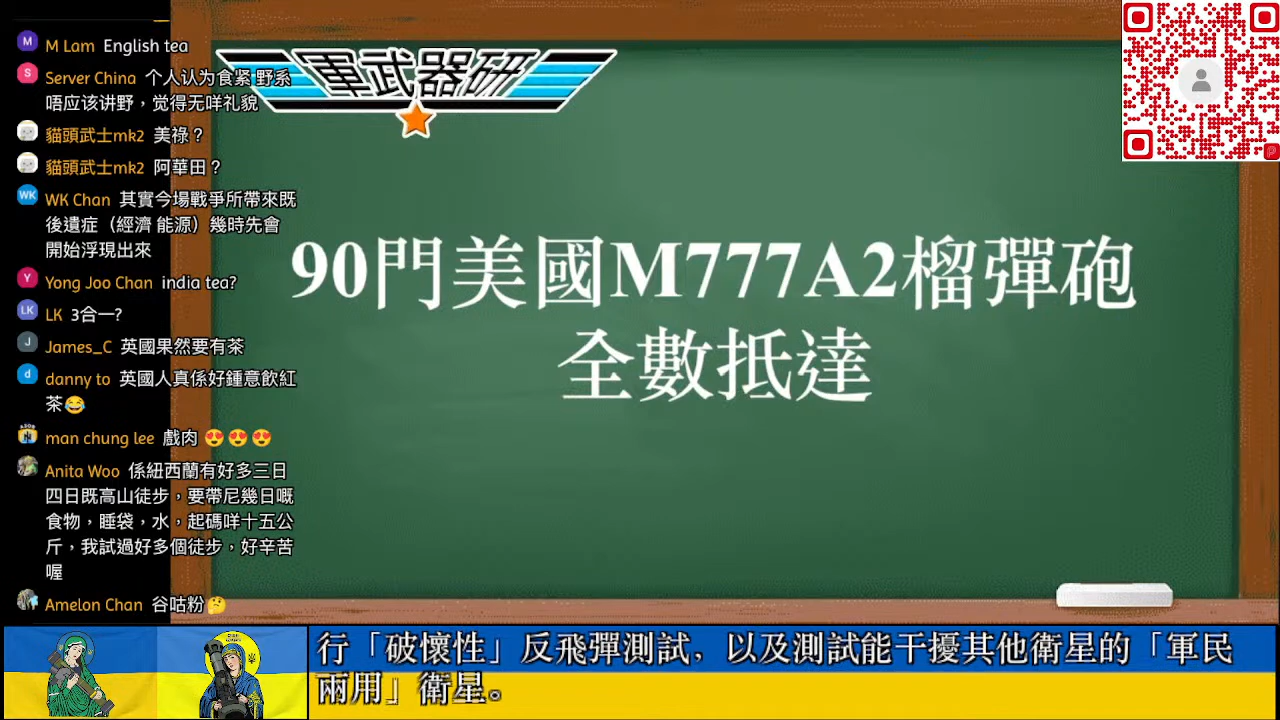 M Lam English tea
Server China 个人认为食紧 野系
唔应该讲野，觉得无咩礼貌
貓頭武士mk2 美祿？
貓頭武士mk2 阿華田？
WK Chan 其實今場戰爭所帶來既
後遺症（經濟 能源）幾時先會
開始浮現出來
Yong Joo Chan india tea?
LK 3合一?
James_C 英國果然要有茶
danny to 英國人真係好鍾意飲紅
茶😂
man chung lee 戲肉 😍😍😍
Anita Woo 係紐西蘭有好多三日
四日既高山徒步，要帶尼幾日嘅
食物，睡袋，水，起碼咩十五公
斤，我試過好多個徒步，好辛苦
喔
Amelon Chan 谷咕粉🤔
軍武器研
90門美國M777A2榴彈砲
全數抵達
行「破懷性」反飛彈測試，以及測試能干擾其他衛星的「軍民
兩用」衛星。